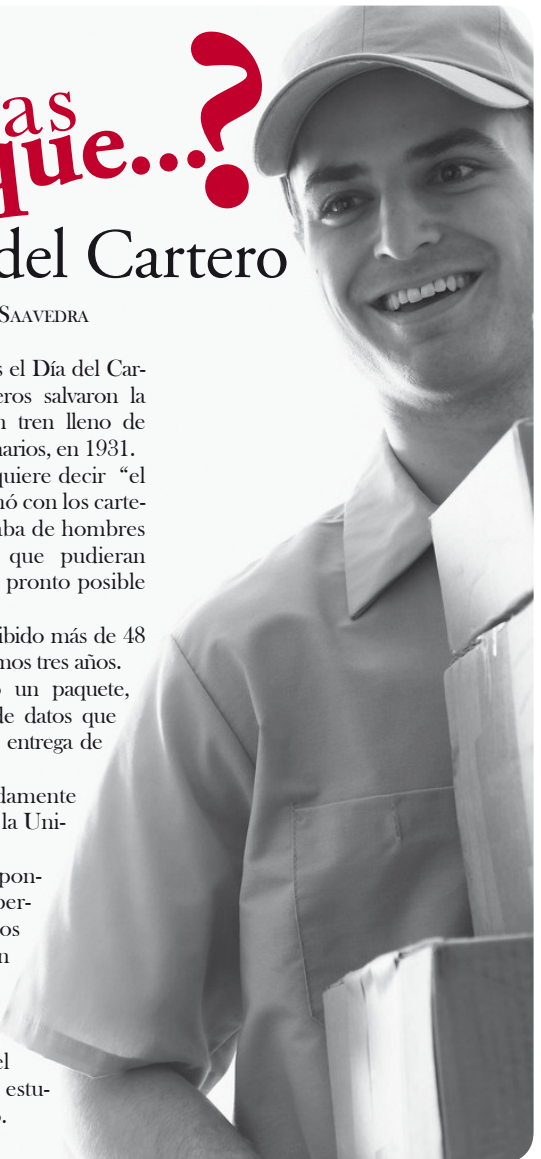 as
que...?
del Cartero
SAAVEDRA
s el Día del Car-
eros salvaron la
n tren lleno de
narios, en 1931.
quiere decir “el
nó con los carte-
aba de hombres
que pudieran
pronto posible
ibido más de 48
mos tres años.
o un paquete,
de datos que
entrega de
damente
la Uni-
pon-
per-
os
n
el
estu-
o.